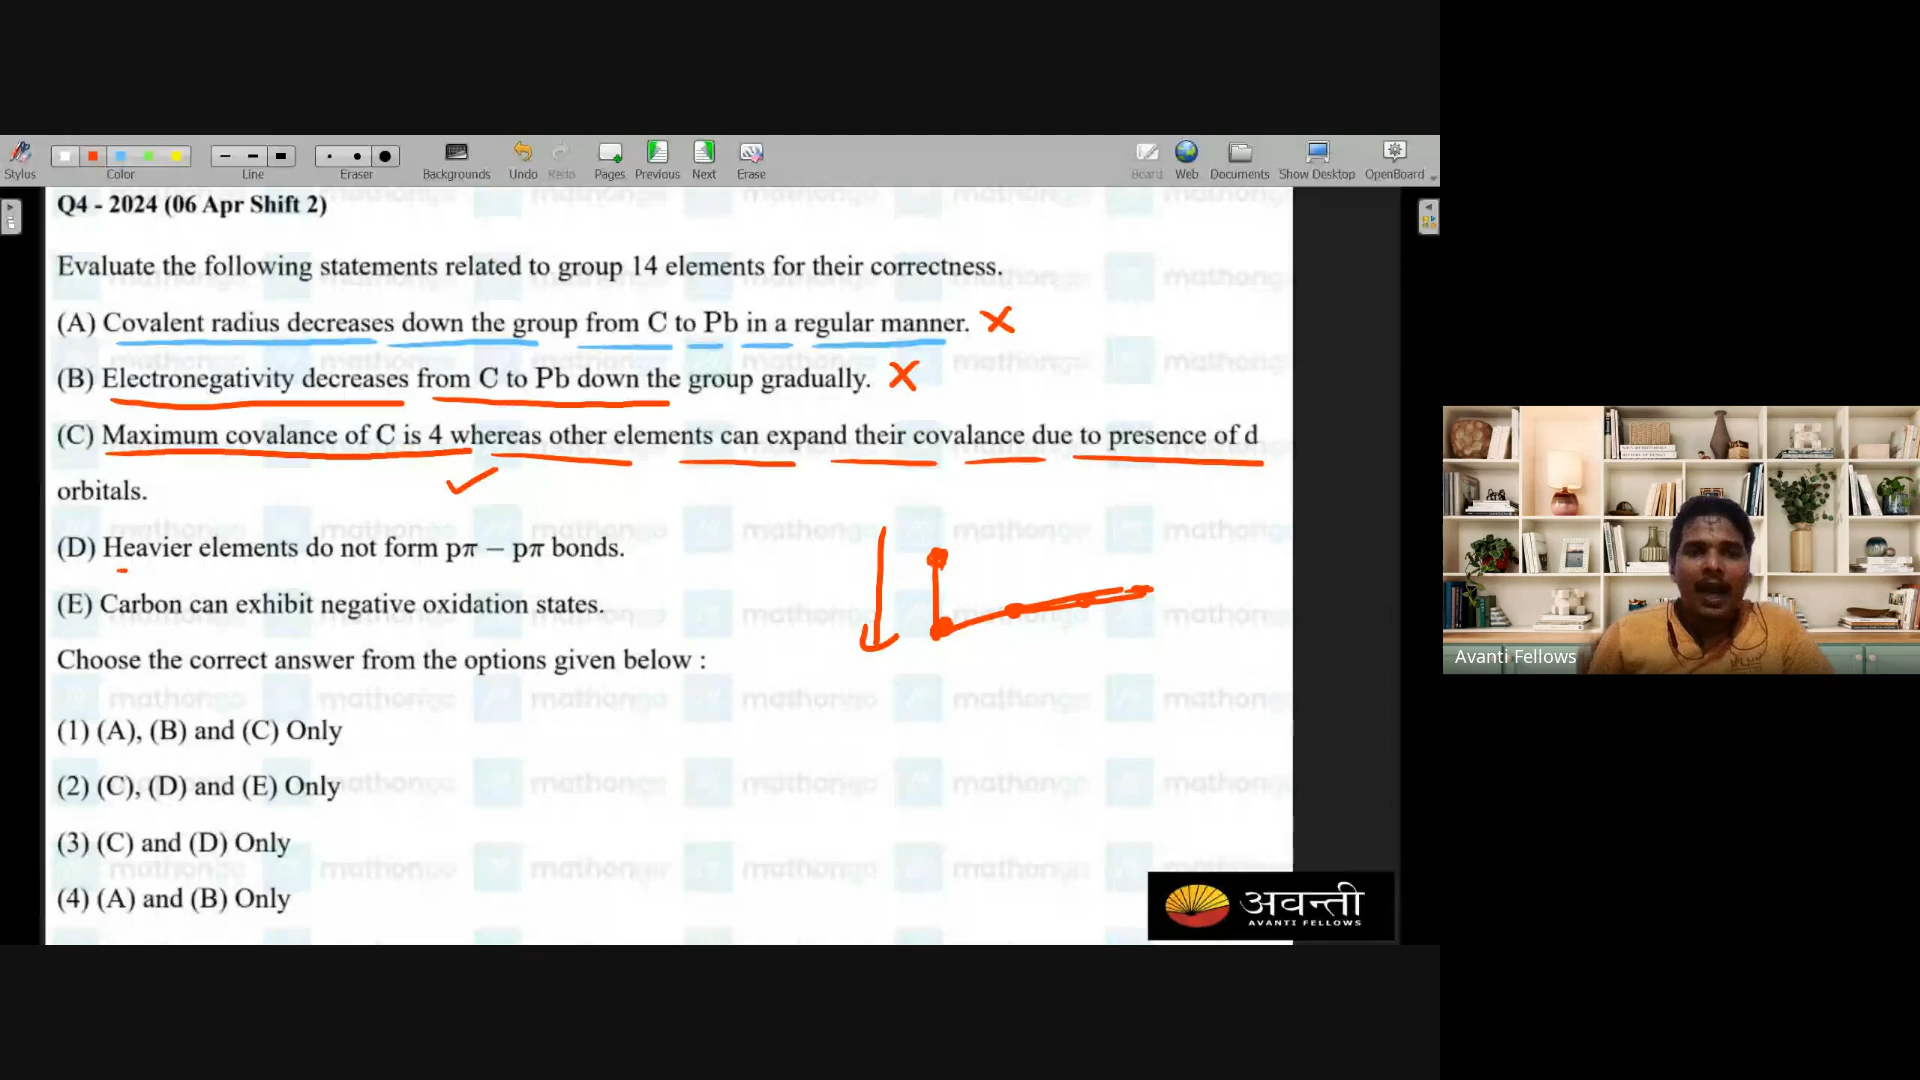 Stylus
Color
Line
Eraser
Backgrounds
Undo
Redo
Pages
Previous
Next
Erase
Board
Web
Documents
Show Desktop
OpenBoard
Q4 - 2024 (06 Apr Shift 2)
Evaluate the following statements related to group 14 elements for their correctness.
(A) Covalent radius decreases down the group from C to Pb in a regular manner.
(B) Electronegativity decreases from C to Pb down the group gradually.
(C) Maximum covalance of C is 4 whereas other elements can expand their covalance due to presence of d
orbitals.
(D) Heavier elements do not form pπ − pπ bonds.
(E) Carbon can exhibit negative oxidation states.
Choose the correct answer from the options given below :
(1) (A), (B) and (C) Only
(2) (C), (D) and (E) Only
(3) (C) and (D) Only
(4) (A) and (B) Only
mathongo
अवन्ती
AVANTI FELLOWS
Avanti Fellows